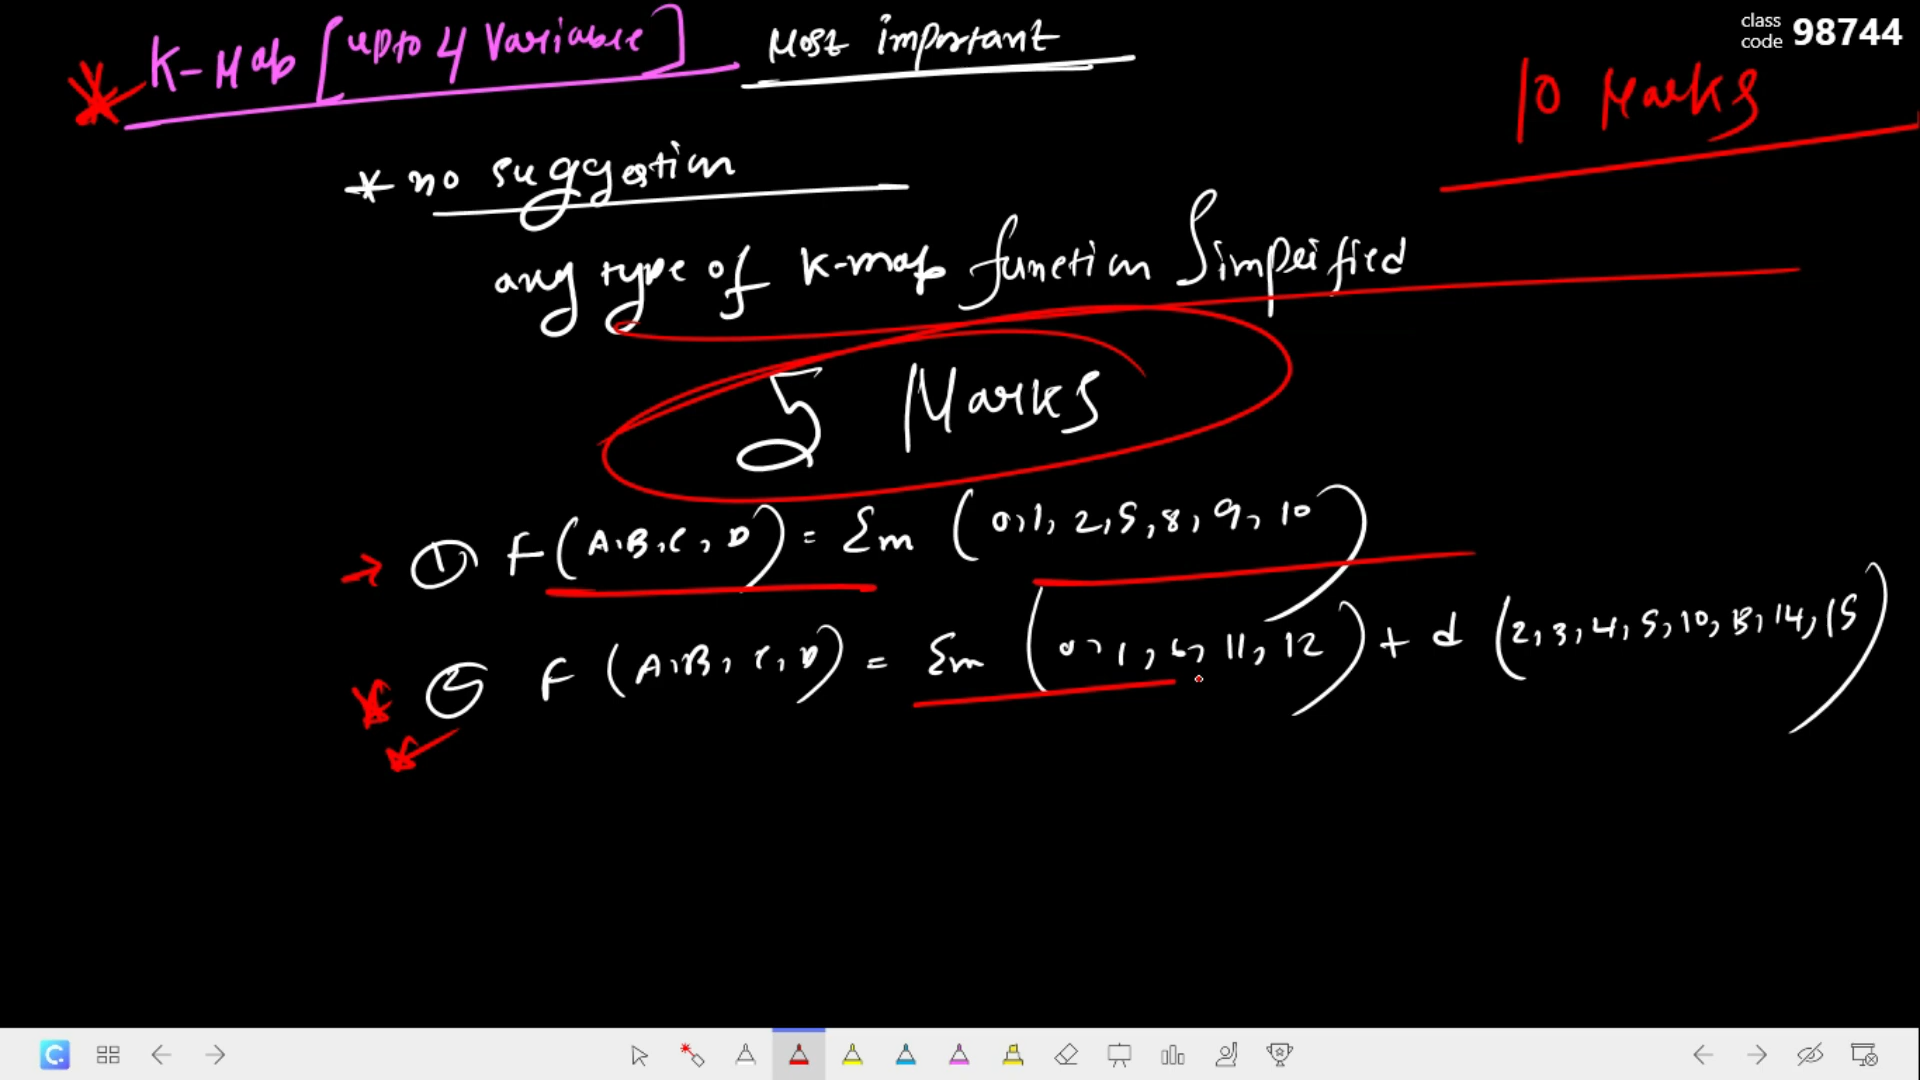 class code 98744
K-Map [upto 4 Variable] Most important
10 Marks
* no suggestion
any type of K-map function Simplified
5 Marks
→ ① F(A,B,C,D) = Σm (0,1,2,5,8,9,10)
② F(A,B,C,D) = Σm (0,1,6,11,12) + d (2,3,4,5,10,13,14,15)